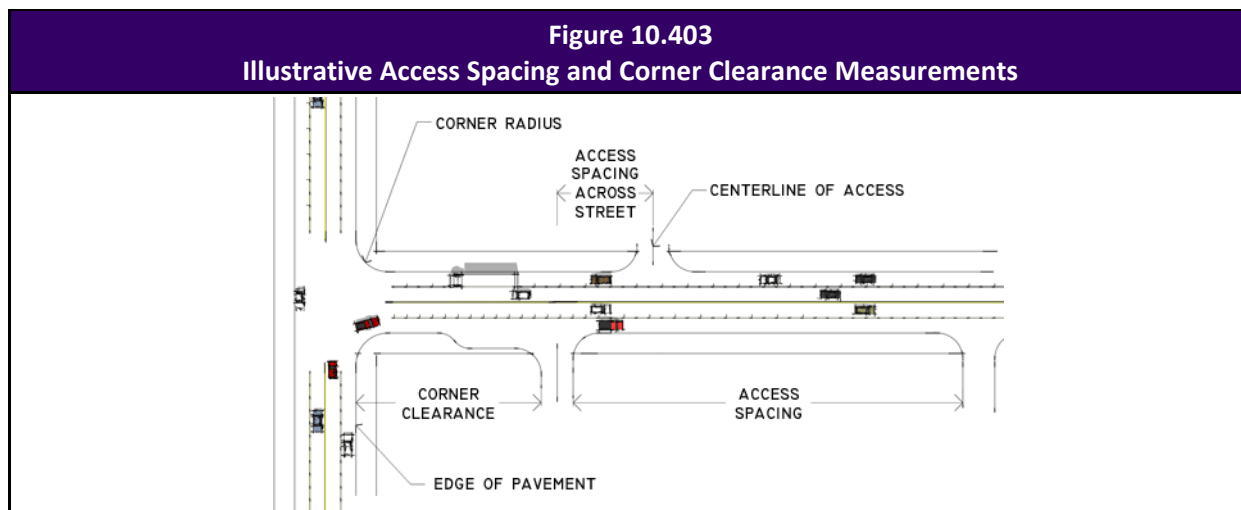 Figure 10.403
Illustrative Access Spacing and Corner Clearance Measurements
CORNER RADIUS
ACCESS
SPACING
ACROSS
STREET
CENTERLINE OF ACCESS
CORNER
CLEARANCE
ACCESS
SPACING
EDGE OF PAVEMENT